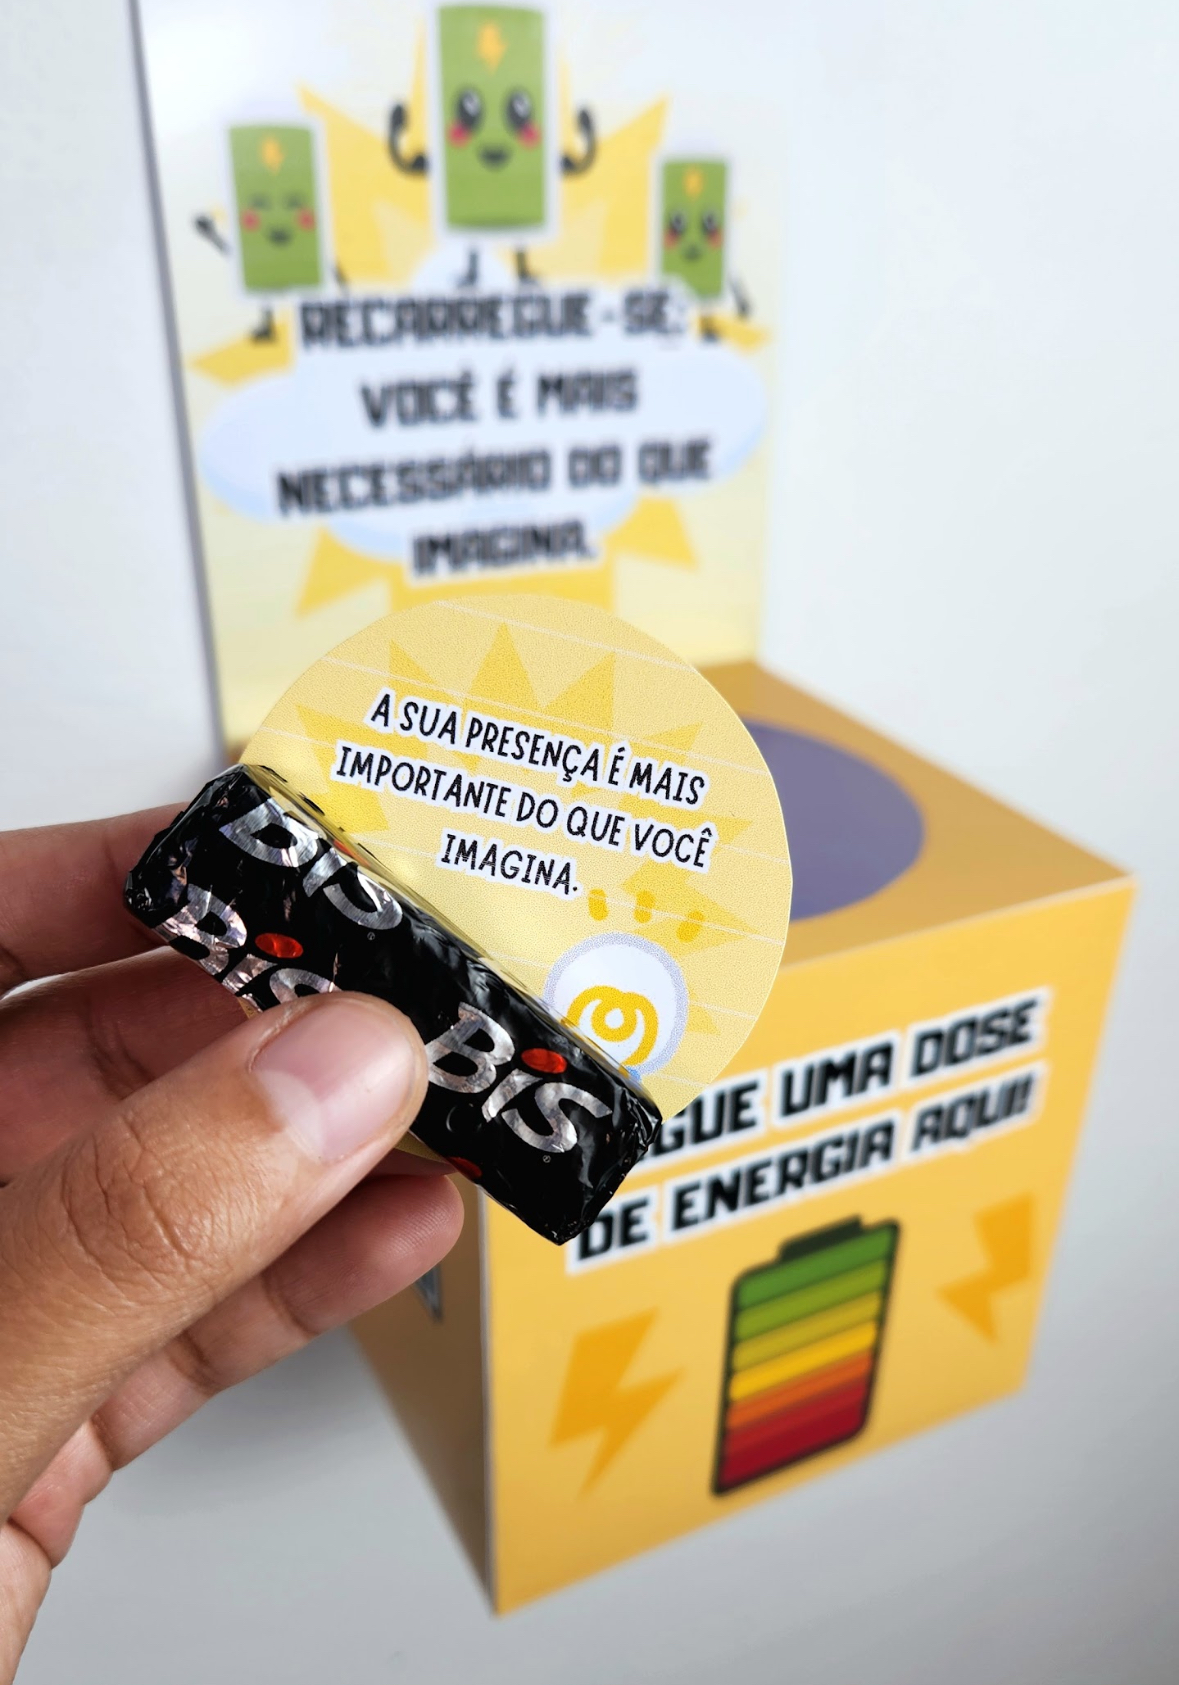 RECARREGUE-SE:
VOCÊ É MAIS
NECESSÁRIO DO QUE
IMAGINA.
A SUA PRESENÇA É MAIS
IMPORTANTE DO QUE VOCÊ
IMAGINA.
BIS
BIS
BIS
GUE UMA DOSE
DE ENERGIA AQUI!